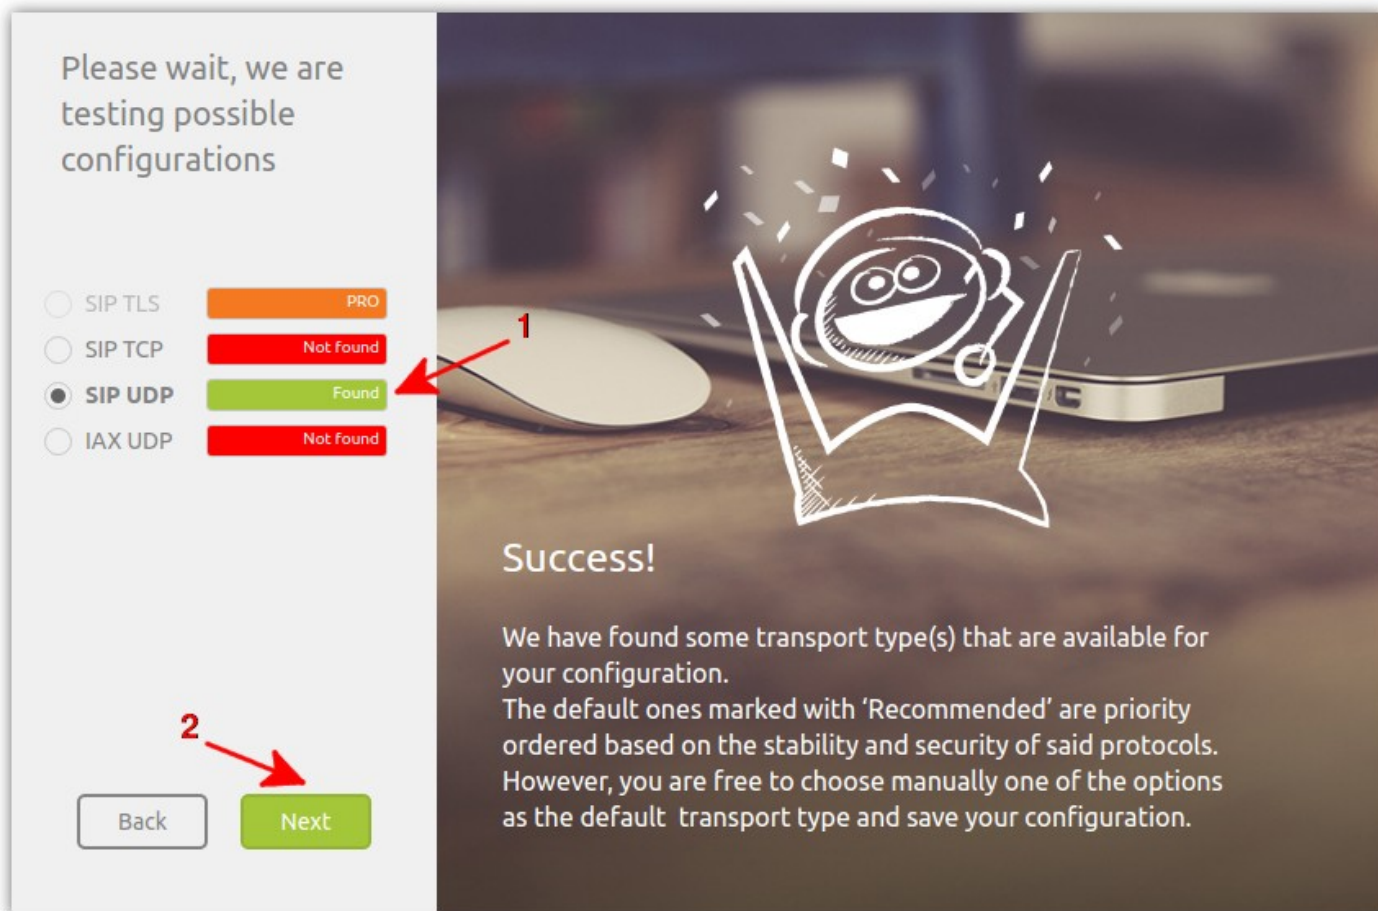 Please wait, we are
testing possible
configurations
SIP TLS PRO
SIP TCP Not found
SIP UDP Found
IAX UDP Not found
1
2
Back Next
Success!
We have found some transport type(s) that are available for
your configuration.
The default ones marked with ‘Recommended’ are priority
ordered based on the stability and security of said protocols.
However, you are free to choose manually one of the options
as the default  transport type and save your configuration.